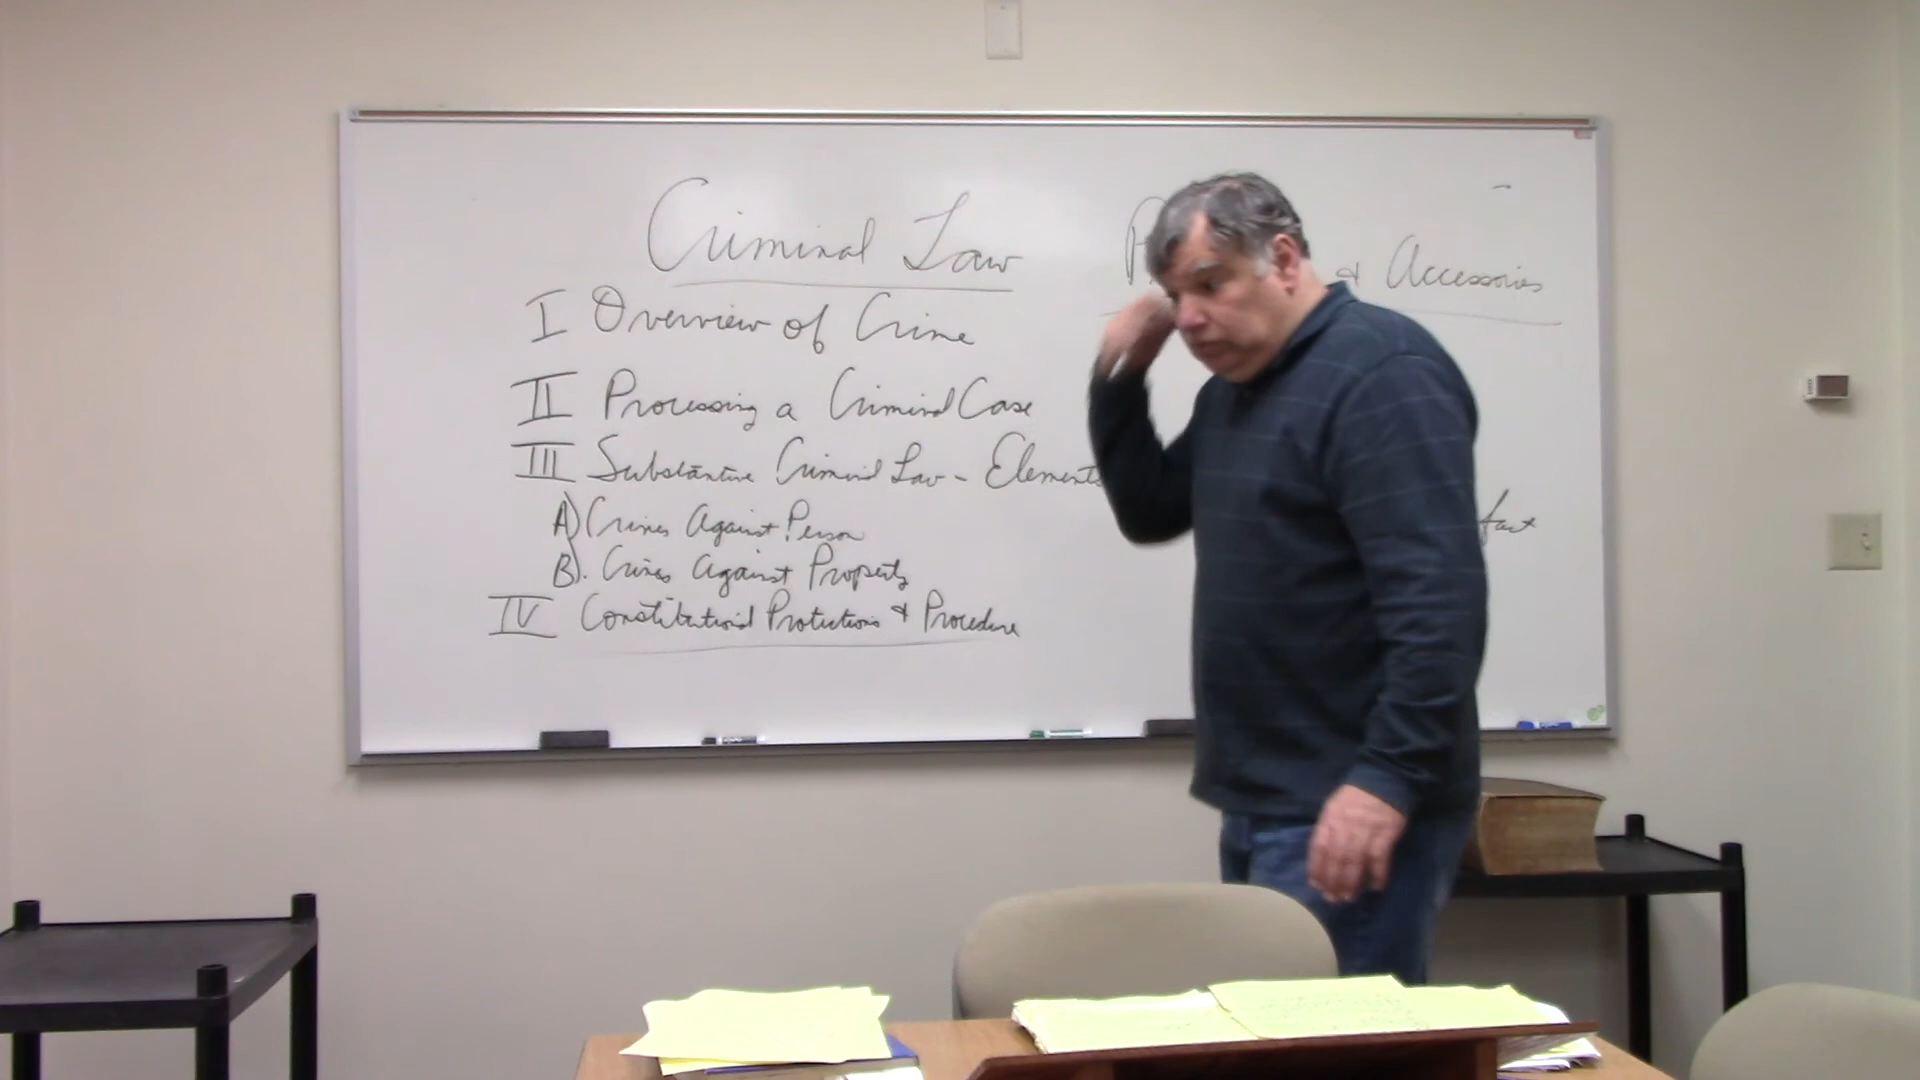 Criminal Law
I Overview of Crime
II Processing a Criminal Case
III Substantive Criminal Law - Elements
A) Crimes Against Person
B). Crimes Against Property
IV Constitutional Protections & Procedure
& Accessories
fact